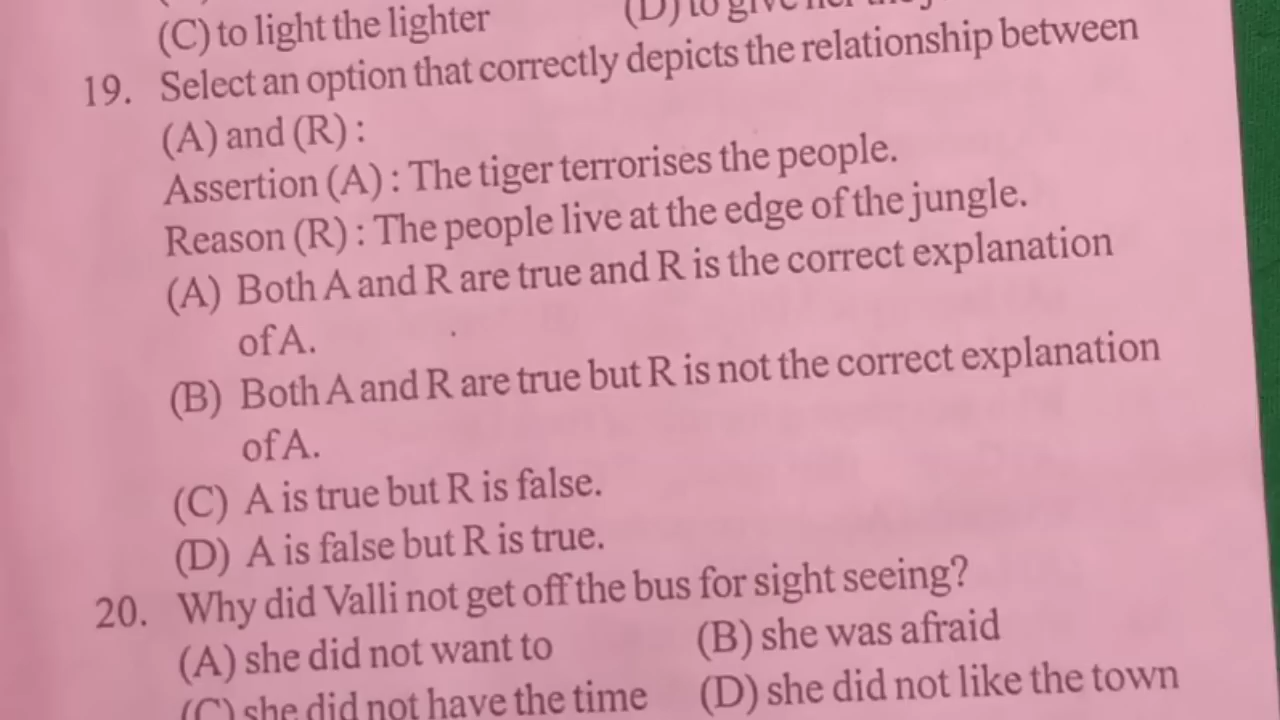 (C) to light the lighter (D) to give her
19. Select an option that correctly depicts the relationship between
(A) and (R) :
Assertion (A) : The tiger terrorises the people.
Reason (R) : The people live at the edge of the jungle.
(A) Both A and R are true and R is the correct explanation
of A.
(B) Both A and R are true but R is not the correct explanation
of A.
(C) A is true but R is false.
(D) A is false but R is true.
20. Why did Valli not get off the bus for sight seeing?
(A) she did not want to (B) she was afraid
(C) she did not have the time (D) she did not like the town